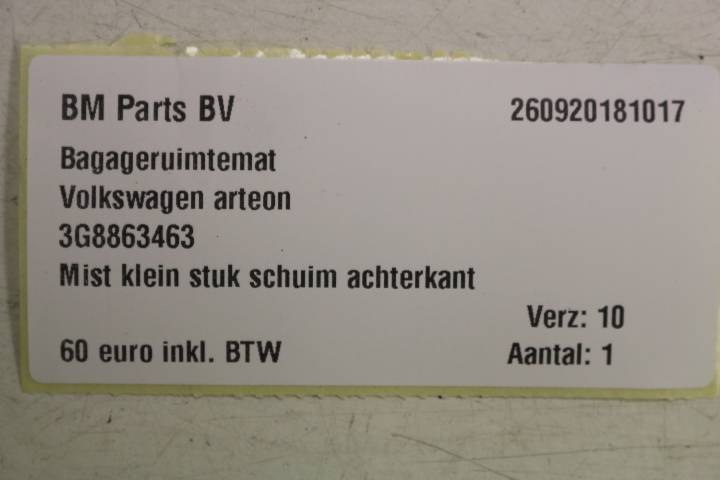 BM Parts BV 260920181017
Bagageruimtemat
Volkswagen arteon
3G8863463
Mist klein stuk schuim achterkant
Verz: 10
60 euro inkl. BTW Aantal: 1